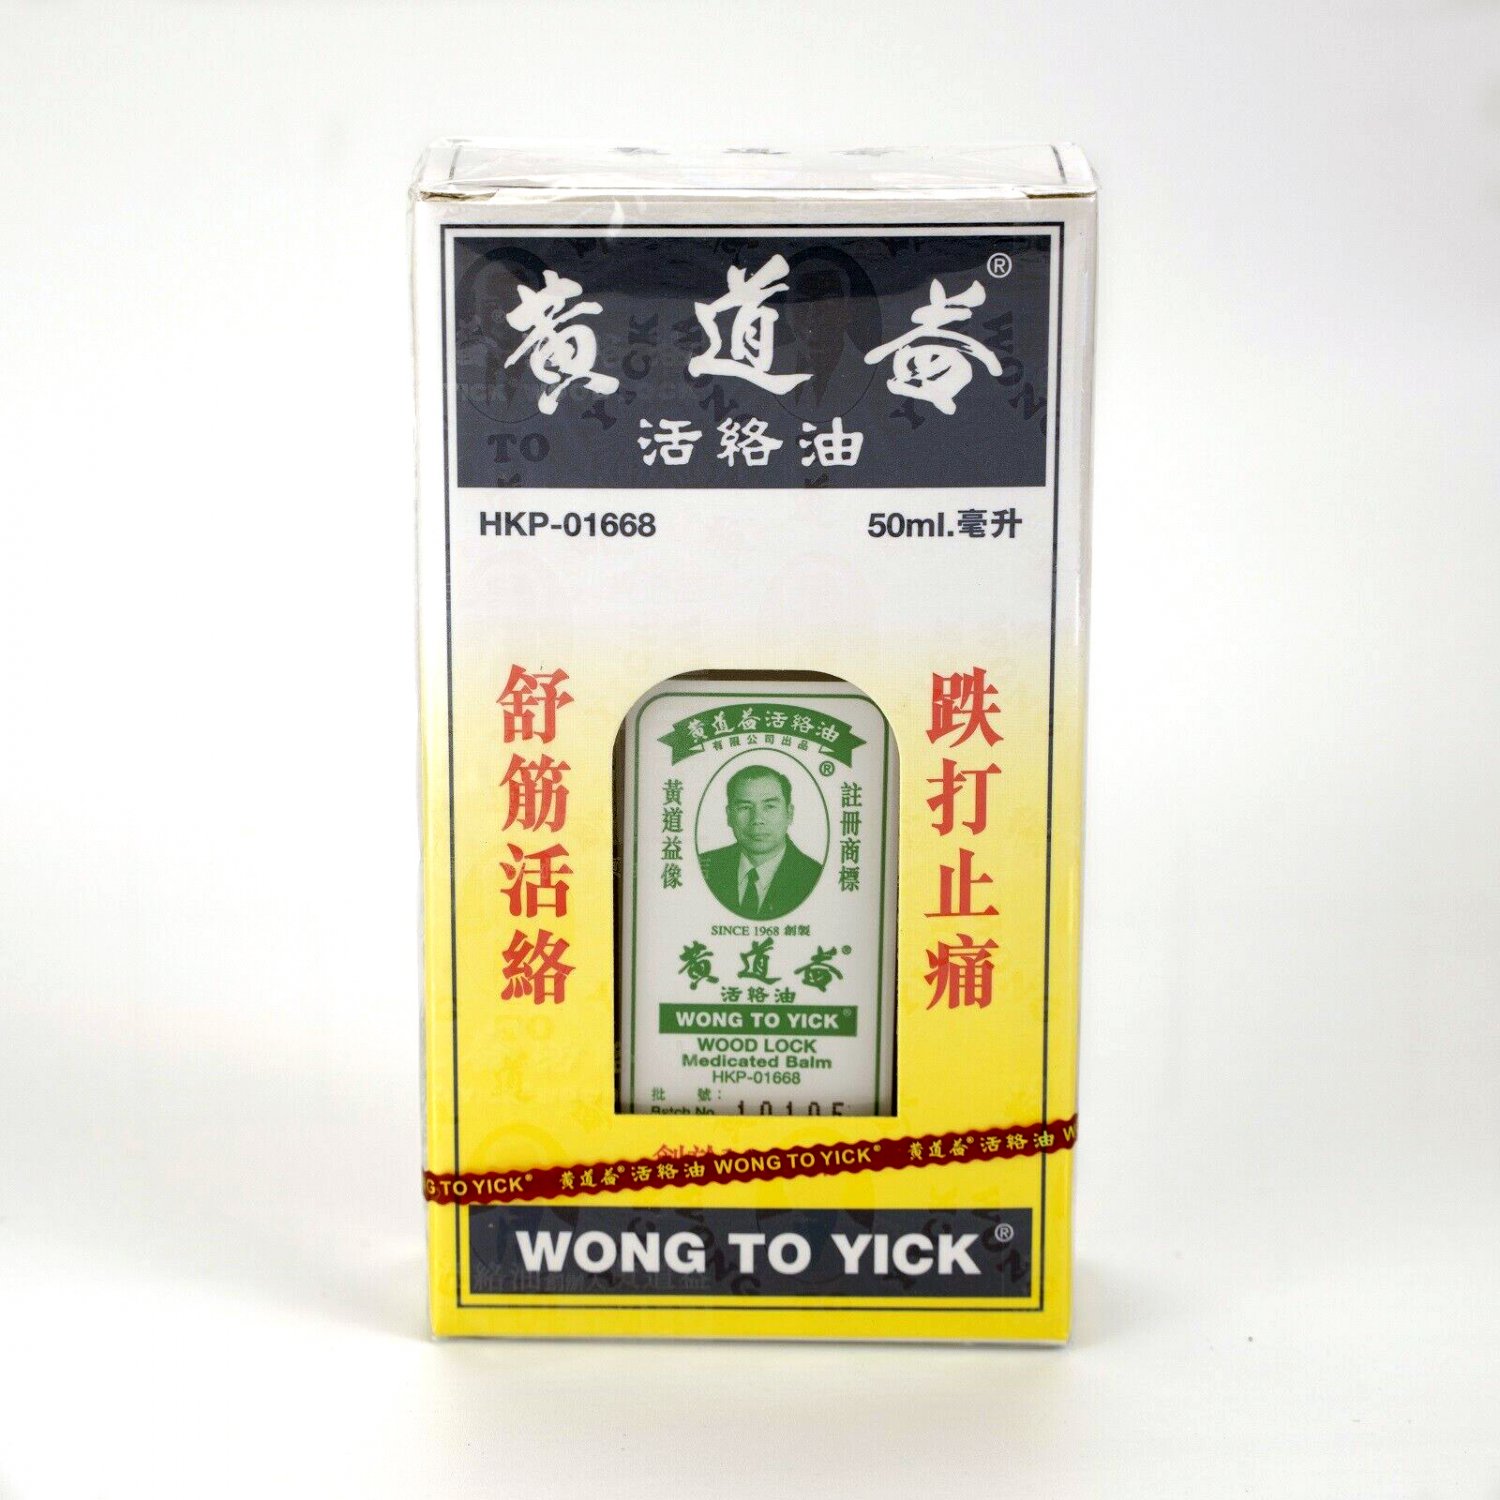 黃道益®
活絡油
HKP-01668
50ml.毫升
舒筋活絡
跌打止痛
黃道益活絡油
有限公司出品
®
黃道益像
註冊商標
SINCE 1968 創製
黃道益®
活絡油
WONG TO YICK®
WOOD LOCK
Medicated Balm
HKP-01668
批 號：
Batch No. 10105
TO YICK® 黃道益®活絡油 WONG TO YICK® 黃道益®活絡油
WONG TO YICK®